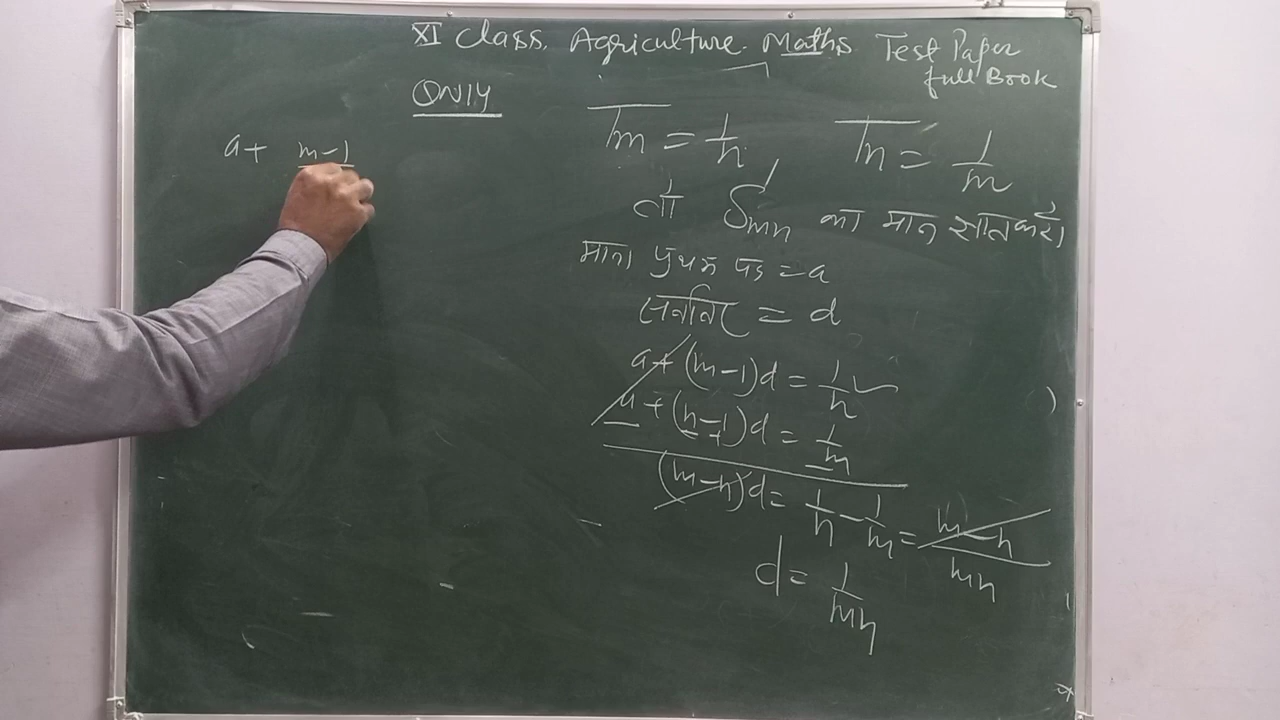 XI Class. Agriculture. Maths Test Paper
full Book
ONLY
Tm = 1/n Tn = 1/m
तो Smn का मान ज्ञात करो
माना प्रथम पद = a
सर्वान्तर = d
a + (m-1)d = 1/n
a + (n-1)d = 1/m
(m-n)d = 1/n - 1/m = m-n/mn
d = 1/mn
a + m-1